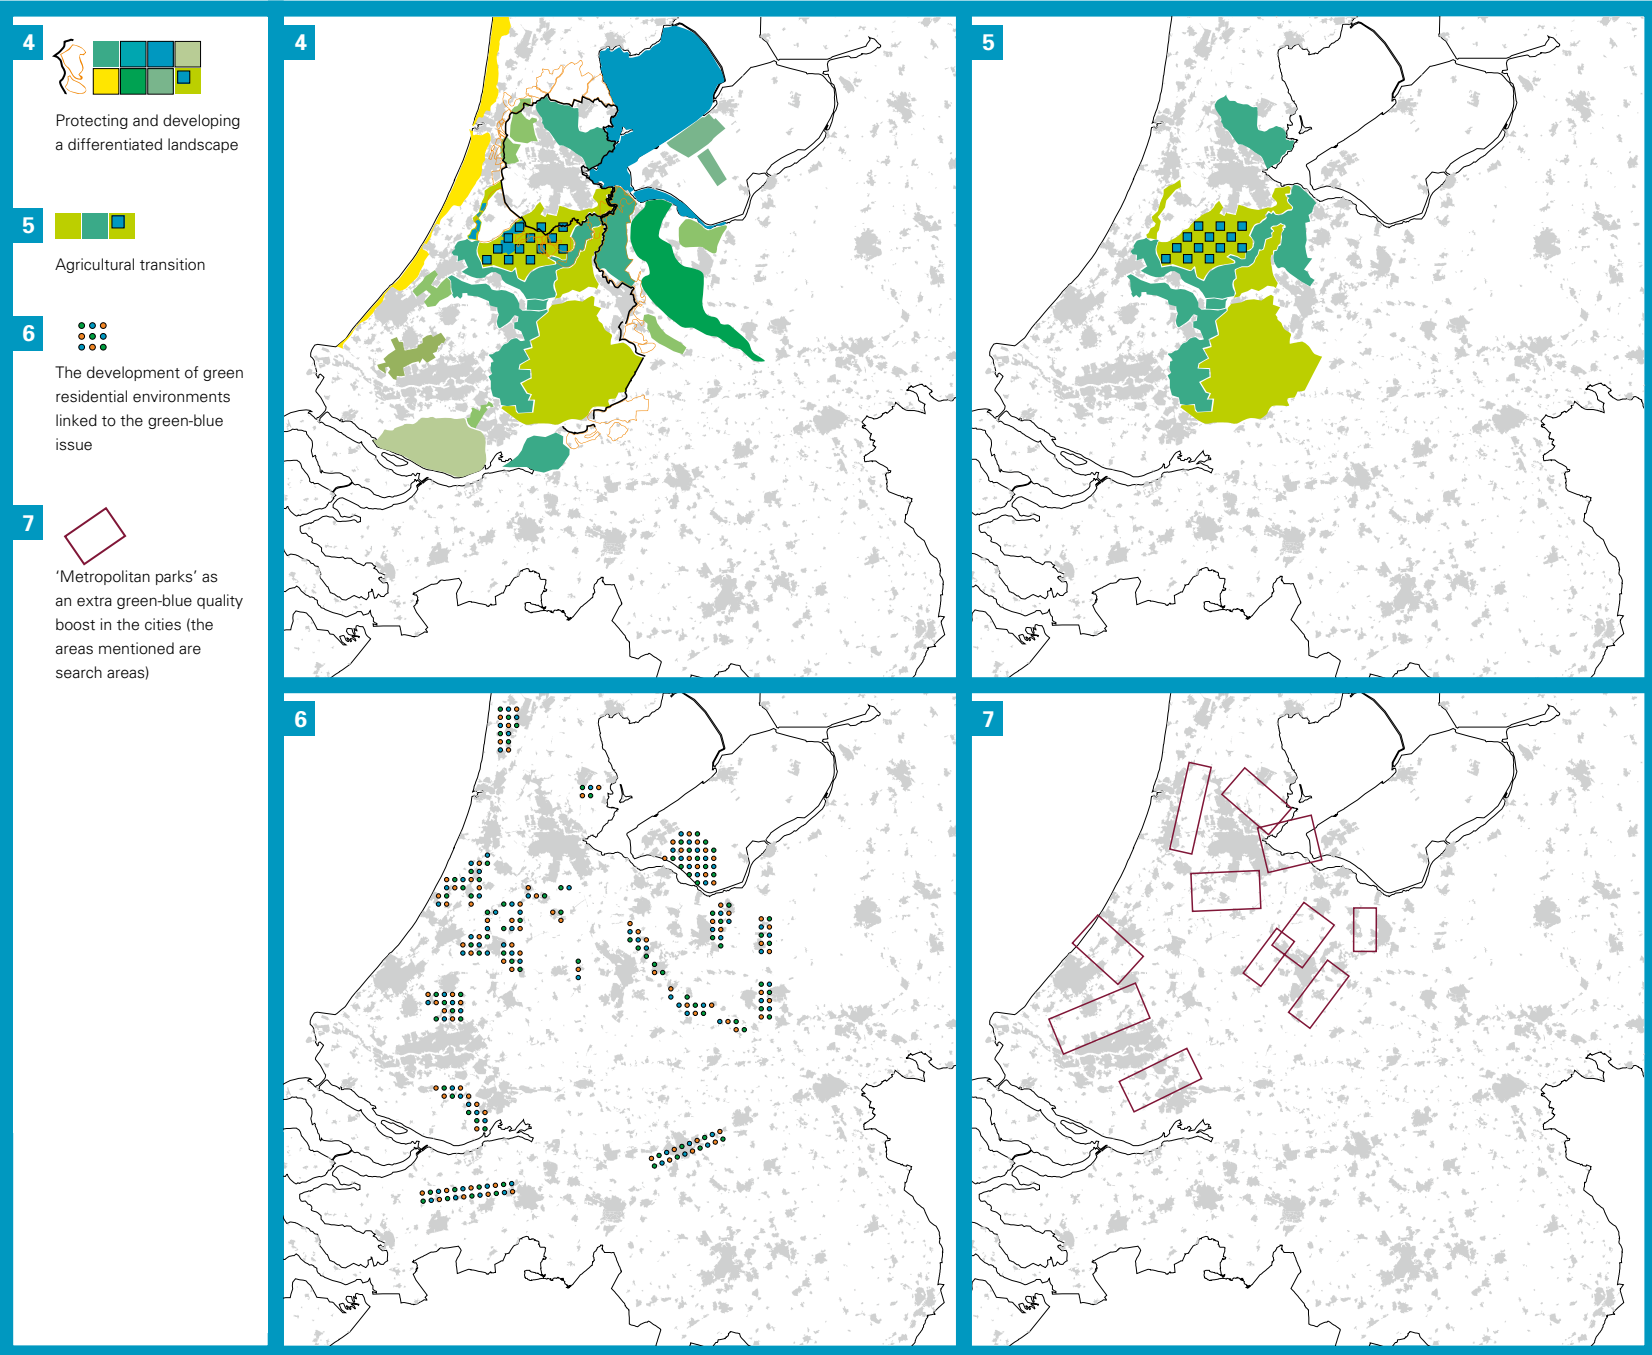 4
Protecting and developing
a differentiated landscape
5
Agricultural transition
6
The development of green
residential environments
linked to the green-blue
issue
7
‘Metropolitan parks’ as
an extra green-blue quality
boost in the cities (the
areas mentioned are
search areas)
4
5
6
7